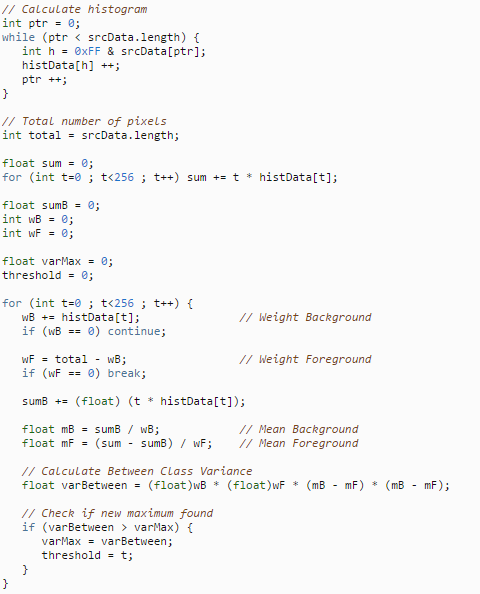 // Calculate histogram
int ptr = 0;
while (ptr < srcData.length) {
   int h = 0xFF & srcData[ptr];
   histData[h] ++;
   ptr ++;
}

// Total number of pixels
int total = srcData.length;

float sum = 0;
for (int t=0 ; t<256 ; t++) sum += t * histData[t];

float sumB = 0;
int wB = 0;
int wF = 0;

float varMax = 0;
threshold = 0;

for (int t=0 ; t<256 ; t++) {
   wB += histData[t];               // Weight Background
   if (wB == 0) continue;

   wF = total - wB;                 // Weight Foreground
   if (wF == 0) break;

   sumB += (float) (t * histData[t]);

   float mB = sumB / wB;            // Mean Background
   float mF = (sum - sumB) / wF;    // Mean Foreground

   // Calculate Between Class Variance
   float varBetween = (float)wB * (float)wF * (mB - mF) * (mB - mF);

   // Check if new maximum found
   if (varBetween > varMax) {
      varMax = varBetween;
      threshold = t;
   }
}